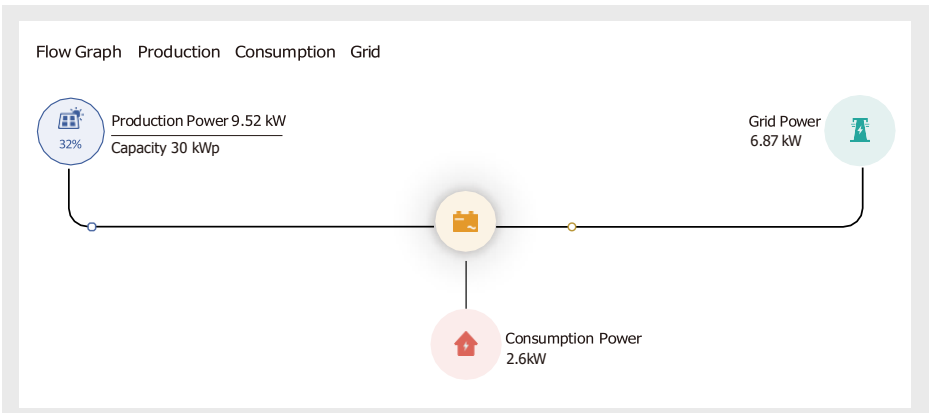 Flow Graph Production Consumption Grid
Production Power 9.52 kW
32%
Capacity 30 kWp
Grid Power
6.87 kW
Consumption Power
2.6kW